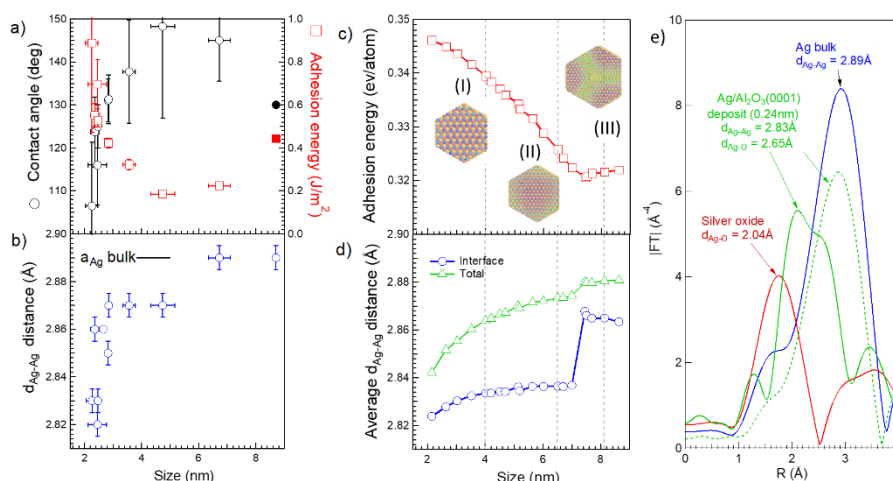 a)
Contact angle (deg)
150
140
130
120
110
1.0
0.8
0.6
0.4
0.2
0.0
Adhesion energy (J/m²)
b)
a_Ag bulk
d_Ag-Ag distance (Å)
2.90
2.88
2.86
2.84
2.82
2 4 6 8
Size (nm)
c)
Adhesion energy (ev/atom)
0.35
0.34
0.33
0.32
(I)
(II)
(III)
d)
Interface
Total
Average d_Ag-Ag distance (Å)
2.90
2.88
2.86
2.84
2.82
2 4 6 8
Size (nm)
e)
Ag bulk
d_Ag-Ag = 2.89Å
Ag/Al₂O₃(0001)
deposit (0.24nm)
d_Ag-Ag = 2.83Å
d_Ag-O = 2.65Å
Silver oxide
d_Ag-O = 2.04Å
|FT| (Å⁻⁴)
10
8
6
4
2
0 1 2 3
R (Å)